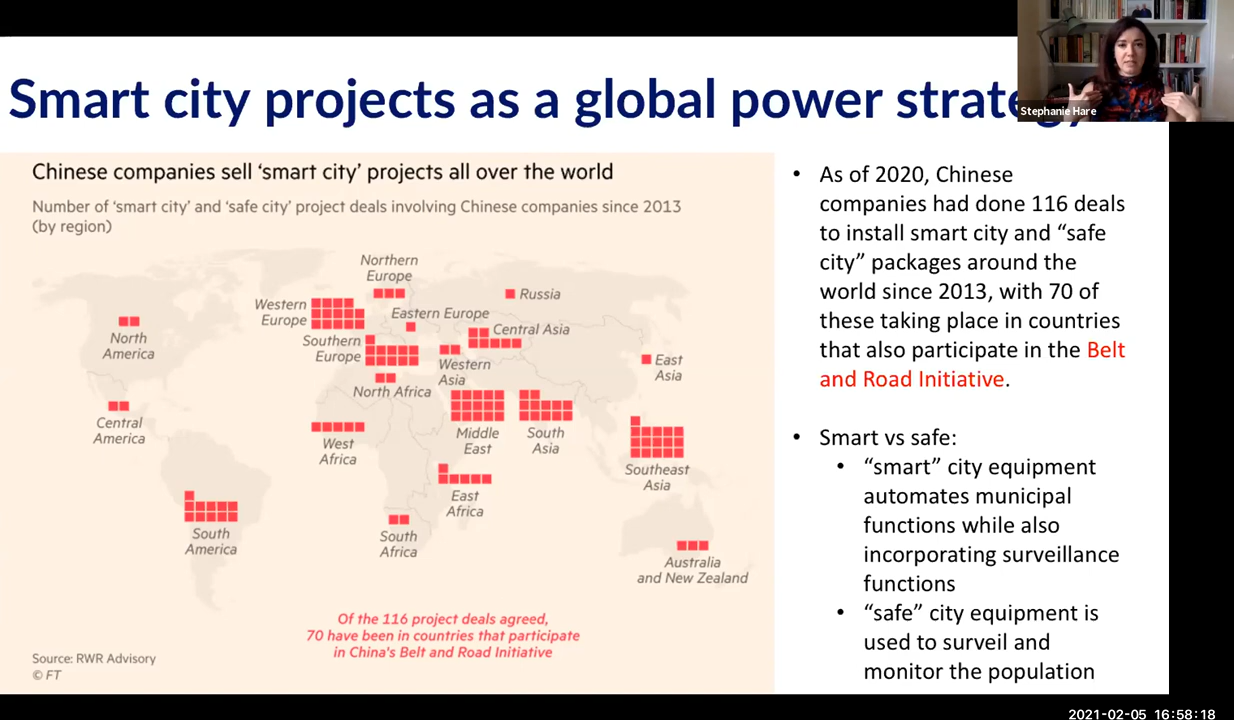 Smart city projects as a global power strategy
Stephanie Hare
Chinese companies sell ‘smart city’ projects all over the world
Number of ‘smart city’ and ‘safe city’ project deals involving Chinese companies since 2013
(by region)
Northern
Europe
Western
Europe
Russia
Eastern Europe
Central Asia
Southern
Europe
North
America
Western
Asia
East
Asia
North Africa
Central
America
West
Africa
Middle
East
South
Asia
Southeast
Asia
East
Africa
South
America
South
Africa
Australia
and New Zealand
Of the 116 project deals agreed,
70 have been in countries that participate
in China's Belt and Road Initiative
Source: RWR Advisory
© FT
• As of 2020, Chinese
companies had done 116 deals
to install smart city and “safe
city” packages around the
world since 2013, with 70 of
these taking place in countries
that also participate in the Belt
and Road Initiative.
• Smart vs safe:
• “smart” city equipment
automates municipal
functions while also
incorporating surveillance
functions
• “safe” city equipment is
used to surveil and
monitor the population
2021-02-05 16:58:18